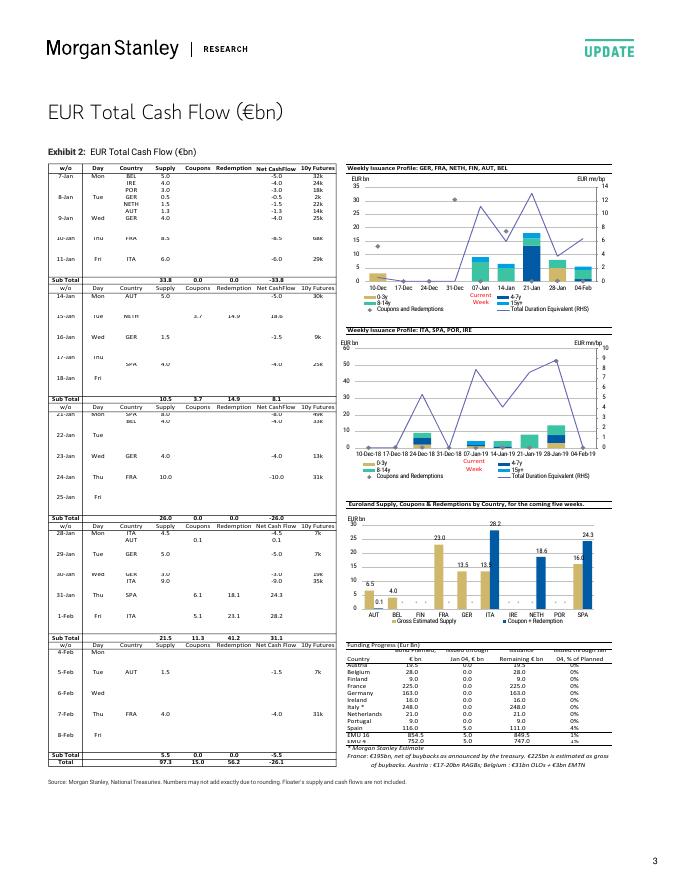 Morgan Stanley | RESEARCH
UPDATE
EUR Total Cash Flow (€bn)
Exhibit 2: EUR Total Cash Flow (€bn)
w/o Day Country Supply Coupons Redemption Net CashFlow 10y Futures
7-Jan Mon BEL 5.0 -5.0 32k
IRE 4.0 -4.0 24k
POR 3.0 -3.0 18k
8-Jan Tue GER 0.5 -0.5 2k
NETH 1.5 -1.5 22k
AUT 1.3 -1.3 14k
9-Jan Wed GER 4.0 -4.0 25k
10-Jan Thu FRA 8.5 -8.5 68k
11-Jan Fri ITA 6.0 -6.0 29k
Sub Total 33.8 0.0 0.0 -33.8
w/o Day Country Supply Coupons Redemption Net Cash Flow 10y Futures
14-Jan Mon AUT 5.0 -5.0 30k
15-Jan Tue NETH 3.7 14.9 18.6
16-Jan Wed GER 1.5 -1.5 9k
17-Jan Thu
SPA 4.0 -4.0 25k
18-Jan Fri
Sub Total 10.5 3.7 14.9 8.1
w/o Day Country Supply Coupons Redemption Net Cash Flow 10y Futures
21-Jan Mon SPA 8.0 -8.0 49k
BEL 4.0 -4.0 33k
22-Jan Tue
23-Jan Wed GER 4.0 -4.0 13k
24-Jan Thu FRA 10.0 -10.0 31k
25-Jan Fri
Sub Total 26.0 0.0 0.0 -26.0
w/o Day Country Supply Coupons Redemption Net Cash Flow 10y Futures
28-Jan Mon ITA 4.5 -4.5 7k
AUT 0.1 0.1
29-Jan Tue GER 5.0 -5.0 7k
30-Jan Wed GER 3.0 -3.0 19k
ITA 9.0 -9.0 35k
31-Jan Thu SPA 6.1 18.1 24.3
1-Feb Fri ITA 5.1 23.1 28.2
Sub Total 21.5 11.3 41.2 31.1
w/o Day Country Supply Coupons Redemption Net Cash Flow 10y Futures
4-Feb Mon
5-Feb Tue AUT 1.5 -1.5 7k
6-Feb Wed
7-Feb Thu FRA 4.0 -4.0 31k
8-Feb Fri
Sub Total 5.5 0.0 0.0 -5.5
Total 97.3 15.0 56.2 -26.1
Weekly Issuance Profile: GER, FRA, NETH, FIN, AUT, BEL
EUR bn EUR mn/bp
35 14
30 12
25 10
20 8
15 6
10 4
5 2
0 0
10-Dec 17-Dec 24-Dec 31-Dec 07-Jan 14-Jan 21-Jan 28-Jan 04-Feb
Current Week
0-3y 4-7y
8-14y 15y+
Coupons and Redemptions Total Duration Equivalent (RHS)
Weekly Issuance Profile: ITA, SPA, POR, IRE
EUR bn EUR mn/bp
60 10
9
50 8
7
40 6
30 5
4
20 3
10 2
1
0 0
10-Dec-18 17-Dec-18 24-Dec-18 31-Dec-18 07-Jan-19 14-Jan-19 21-Jan-19 28-Jan-19 04-Feb-19
Current Week
0-3y 4-7y
8-14y 15y+
Coupons and Redemptions Total Duration Equivalent (RHS)
Euroland Supply, Coupons & Redemptions by Country, for the coming five weeks.
EUR bn
30
25
20
15
10
5
0
6.5 0.1 4.0 - - - 23.0 - 13.5 - 13.5 28.2 - - - 18.6 - - 16.0 24.3
AUT BEL FIN FRA GER ITA IRE NETH POR SPA
Gross Estimated Supply Coupon + Redemption
Funding Progress (Eur Bn)
Country Bond Planned, € bn Issued through Jan 04, € bn Issuance Remaining € bn Issued through Jan 04, % of Planned
Austria 19.5 0.0 19.5 0%
Belgium 28.0 0.0 28.0 0%
Finland 9.0 0.0 9.0 0%
France 225.0 0.0 225.0 0%
Germany 163.0 0.0 163.0 0%
Ireland 16.0 0.0 16.0 0%
Italy * 248.0 0.0 248.0 0%
Netherlands 21.0 0.0 21.0 0%
Portugal 9.0 0.0 9.0 0%
Spain 116.0 5.0 111.0 4%
EMU 16 854.5 5.0 849.5 1%
EMU 4 752.0 5.0 747.0 1%
* Morgan Stanley Estimate
France: €195bn, net of buybacks as announced by the treasury. €225bn is estimated as gross
of buybacks. Austria : €17-20bn RAGBs; Belgium : €31bn OLOs + €3bn EMTN
Source: Morgan Stanley, National Treasuries. Numbers may not add exactly due to rounding. Floater's supply and cash flows are not included.
3